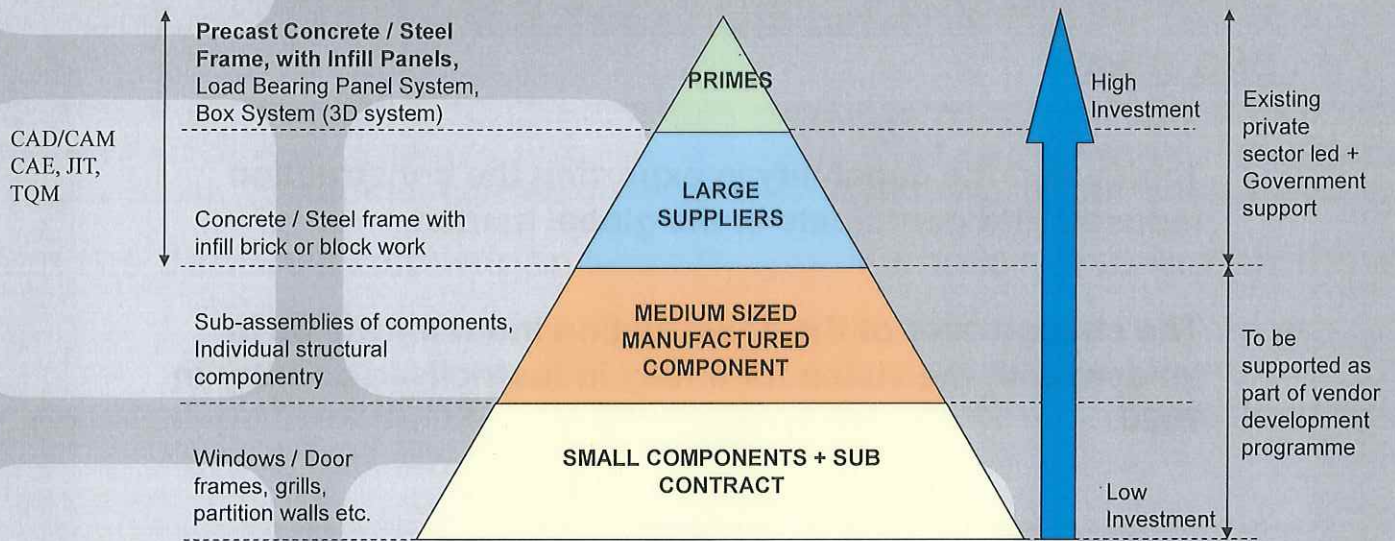 Precast Concrete / Steel
Frame, with Infill Panels,
Load Bearing Panel System,
Box System (3D system)
CAD/CAM
CAE, JIT,
TQM
Concrete / Steel frame with
infill brick or block work
Sub-assemblies of components,
Individual structural
componentry
Windows / Door
frames, grills,
partition walls etc.
PRIMES
LARGE
SUPPLIERS
MEDIUM SIZED
MANUFACTURED
COMPONENT
SMALL COMPONENTS + SUB
CONTRACT
High
Investment
Low
Investment
Existing
private
sector led +
Government
support
To be
supported as
part of vendor
development
programme